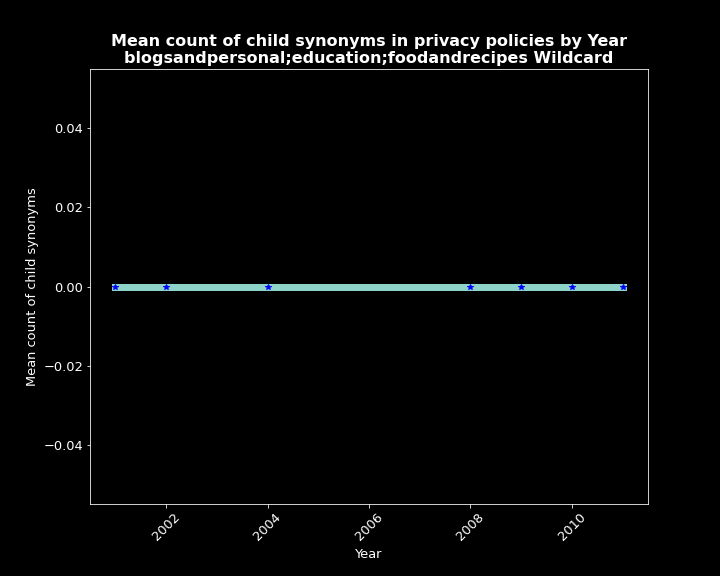 Mean count of child synonyms in privacy policies by Year
blogsandpersonal;education;foodandrecipes Wildcard
Mean count of child synonyms
0.04
0.02
0.00
−0.02
−0.04
2002
2004
2006
2008
2010
Year